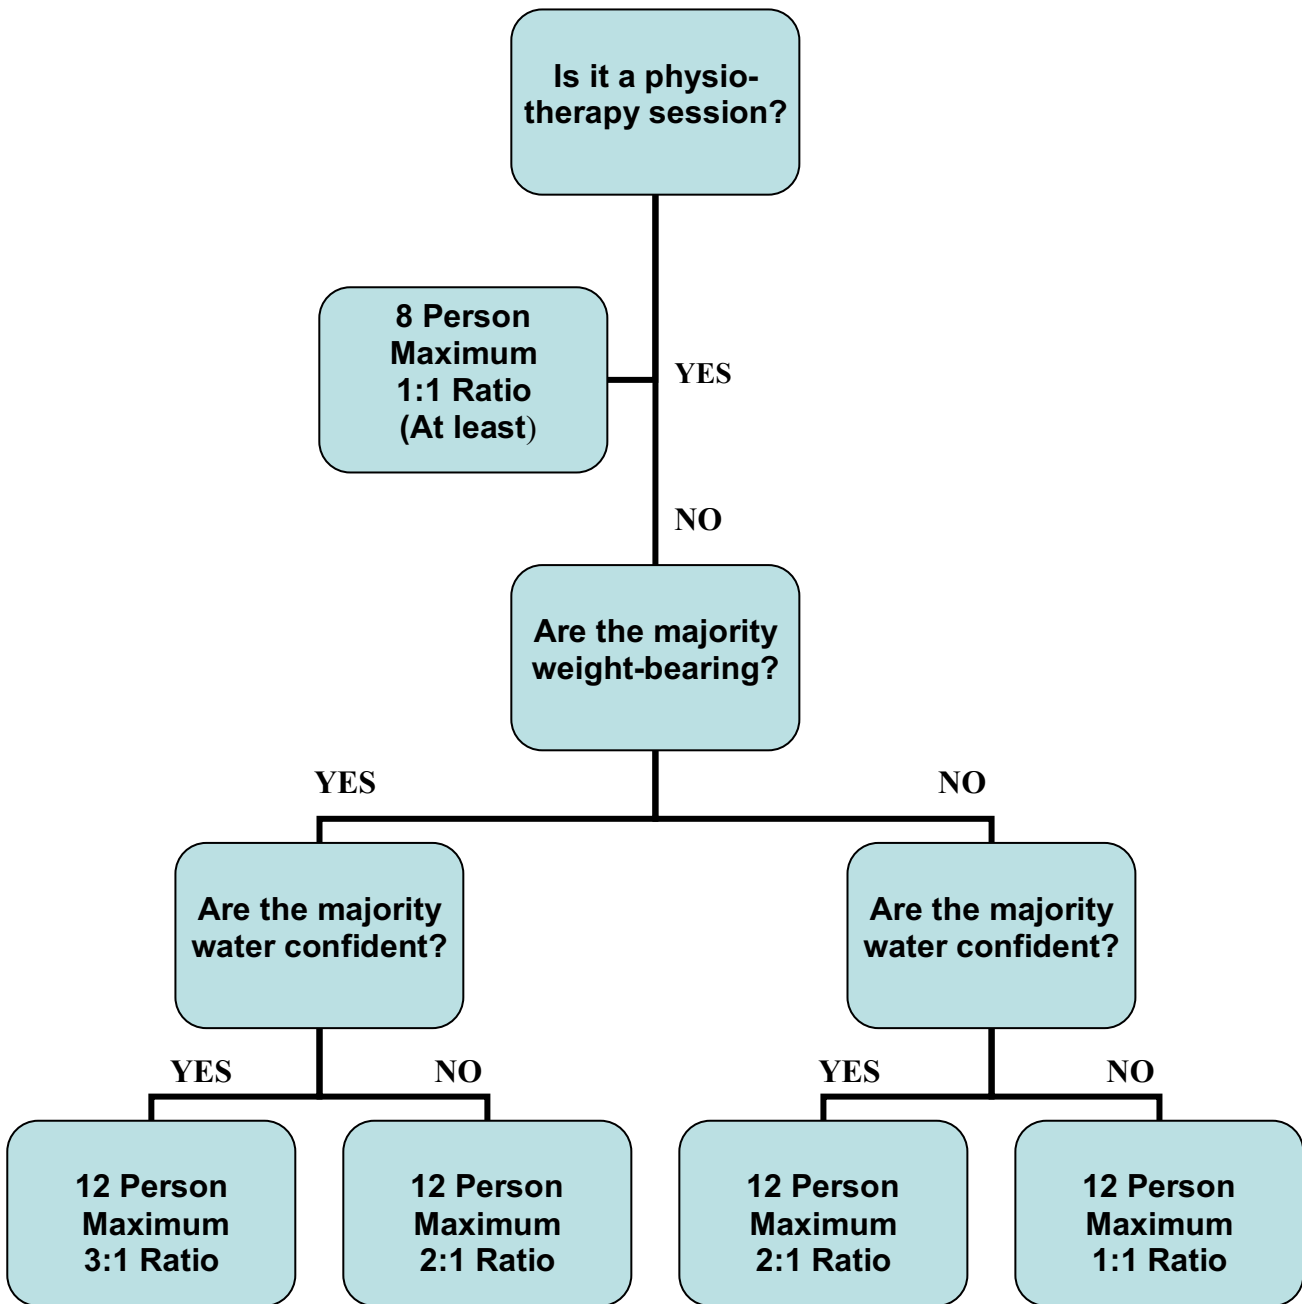 Is it a physio-
therapy session?
8 Person
Maximum
1:1 Ratio
(At least)
YES
NO
Are the majority
weight-bearing?
YES
NO
Are the majority
water confident?
Are the majority
water confident?
YES
NO
YES
NO
12 Person
Maximum
3:1 Ratio
12 Person
Maximum
2:1 Ratio
12 Person
Maximum
2:1 Ratio
12 Person
Maximum
1:1 Ratio